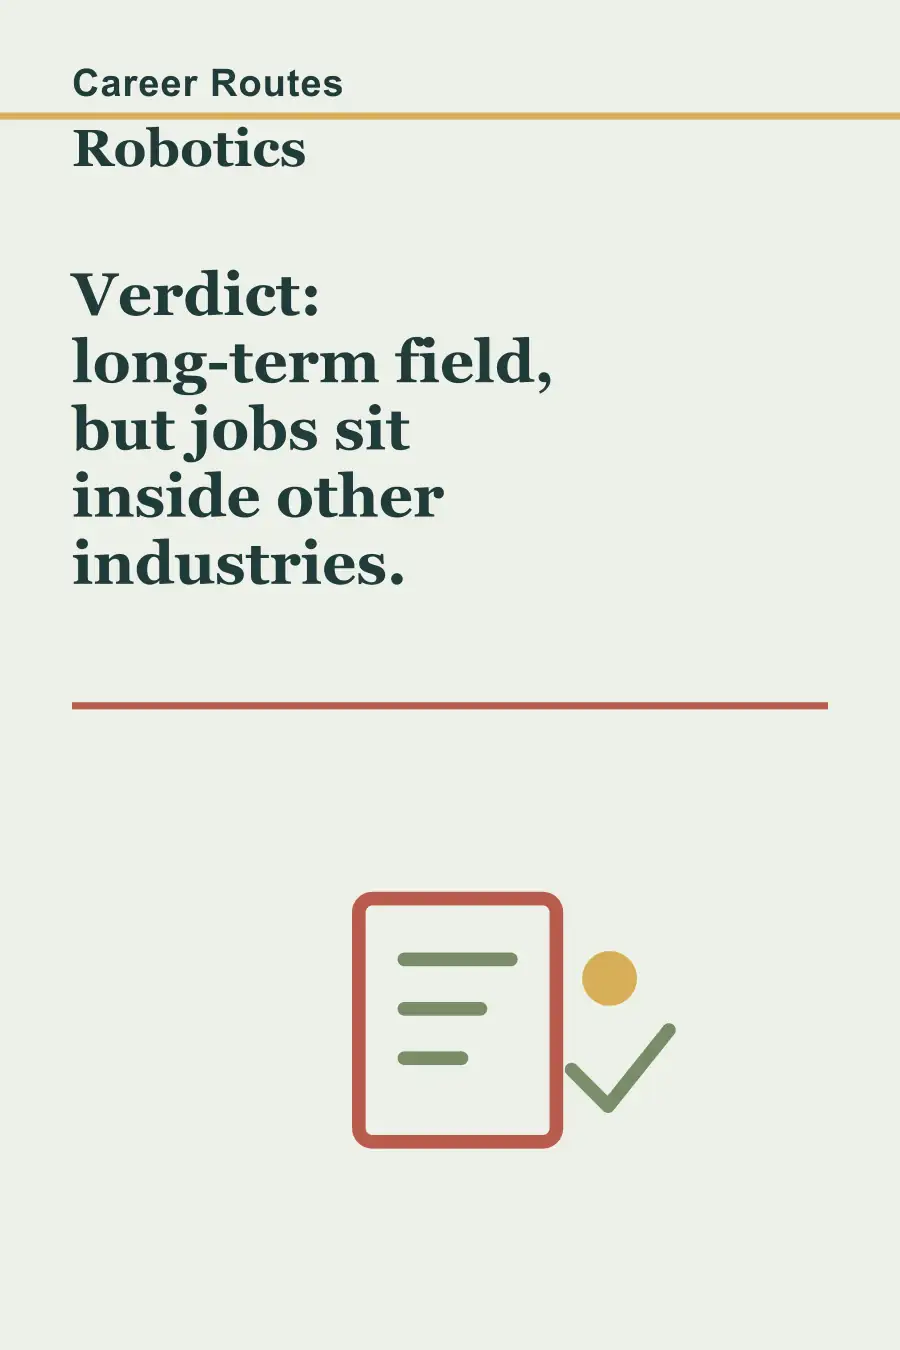 Career Routes
Robotics
Verdict:
long-term field,
but jobs sit
inside other
industries.